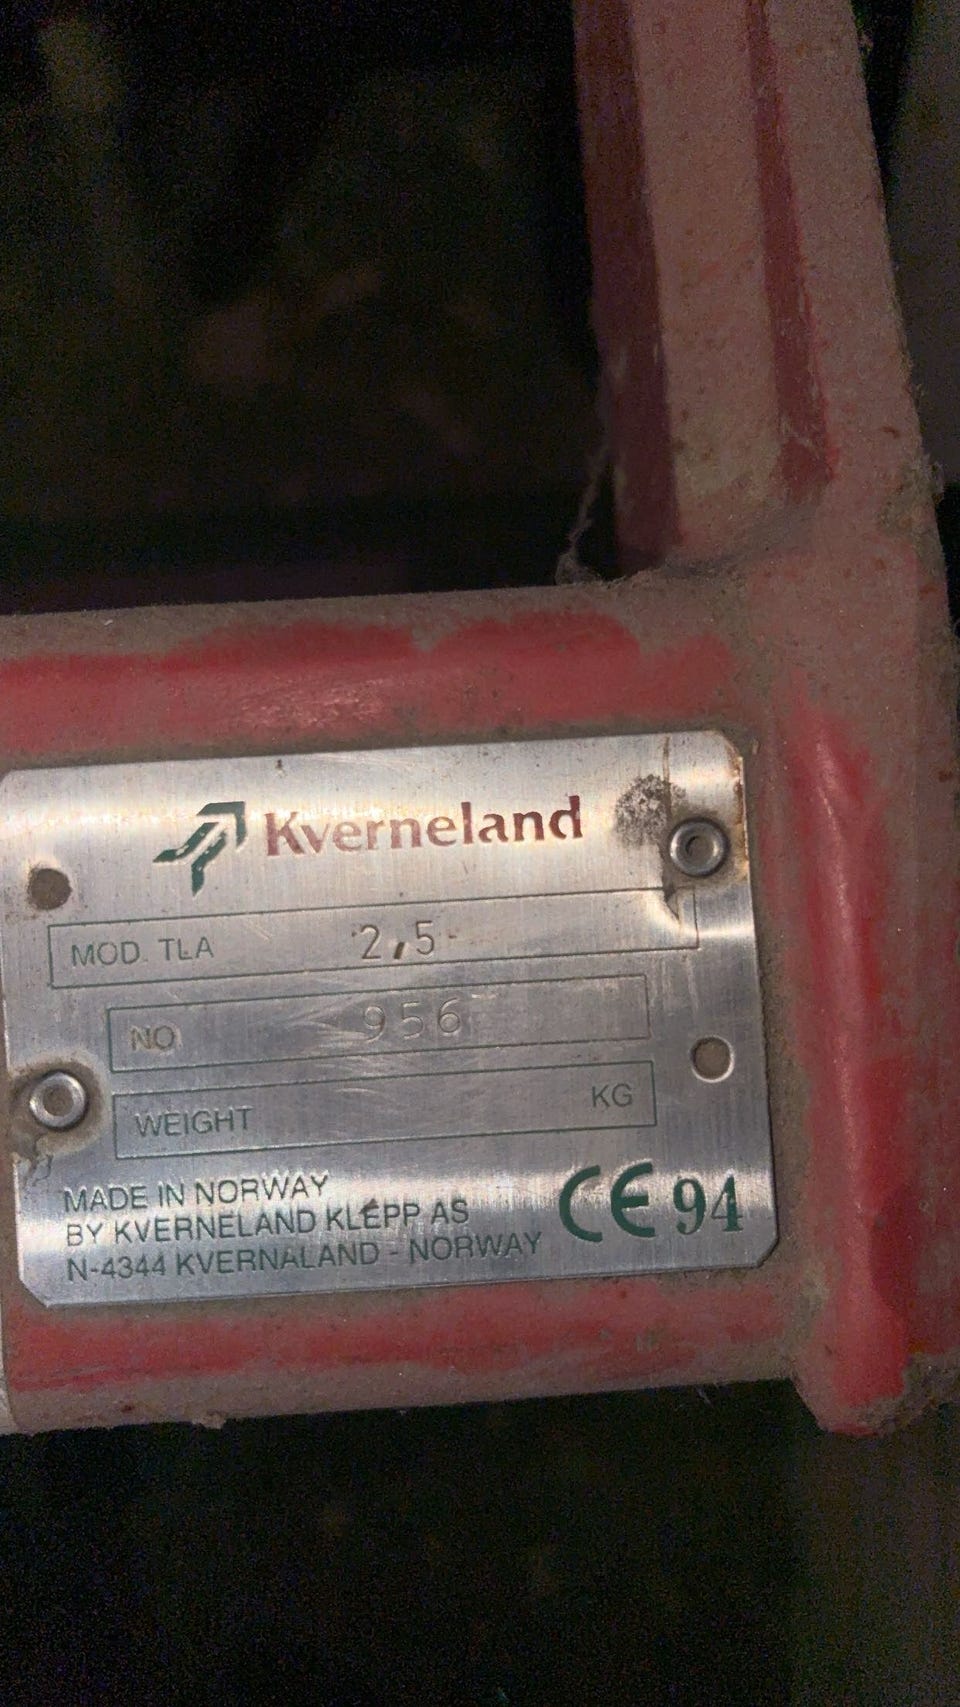 Kverneland
MOD. TLA 2,5
NO 956
WEIGHT KG
MADE IN NORWAY
BY KVERNELAND KLEPP AS
N-4344 KVERNALAND - NORWAY
CE 94